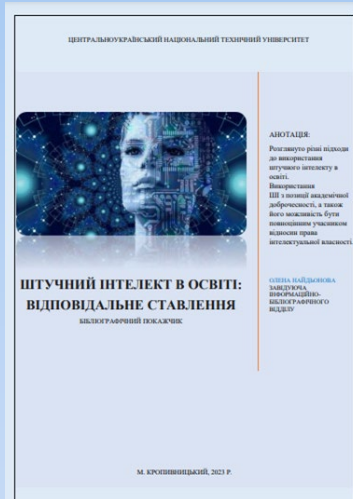 ЦЕНТРАЛЬНОУКРАЇНСЬКИЙ НАЦІОНАЛЬНИЙ ТЕХНІЧНИЙ УНІВЕРСИТЕТ
ШТУЧНИЙ ІНТЕЛЕКТ В ОСВІТІ:
ВІДПОВІДАЛЬНЕ СТАВЛЕННЯ
БІБЛІОГРАФІЧНИЙ ПОКАЖЧИК
АНОТАЦІЯ:
Розглянуто різні підходи
до використання
штучного інтелекту в
освіті.
Використання
ШІ з позиції академічної
доброчесності, а також
його можливість бути
повноцінним учасником
відносин права
інтелектуальної власності.
ОЛЕНА НАЙДЬОНОВА
ЗАВІДУЮЧА
ІНФОРМАЦІЙНО-
БІБЛІОГРАФІЧНОГО
ВІДДІЛУ
М. КРОПИВНИЦЬКИЙ, 2023 Р.